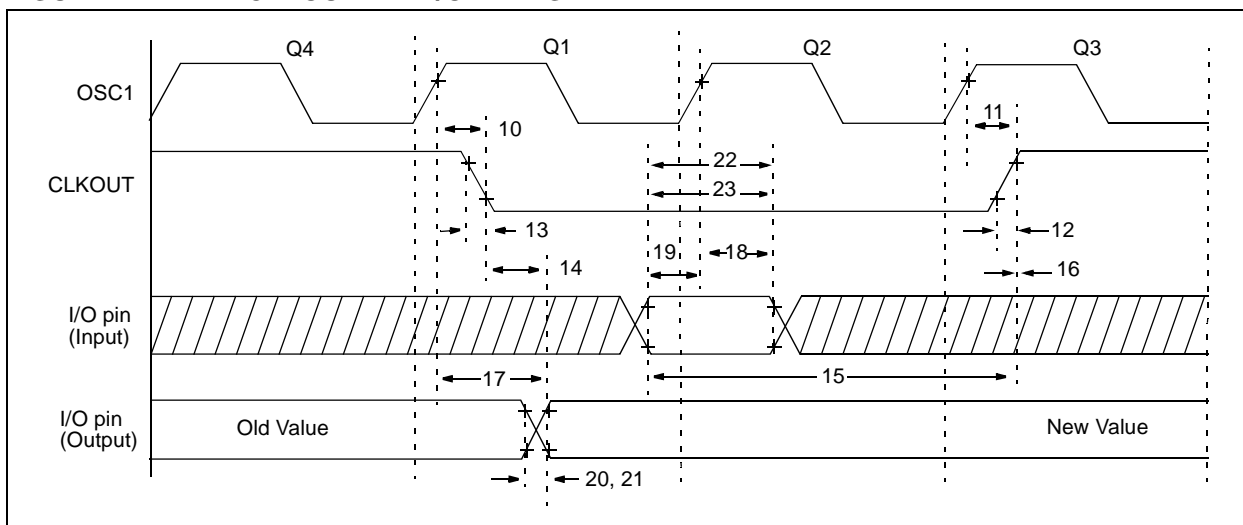 Q4 Q1 Q2 Q3
OSC1
10 11
22
CLKOUT
23
13 12
19 18
14 16
I/O pin
(Input)
17 15
I/O pin
(Output)
Old Value New Value
20, 21